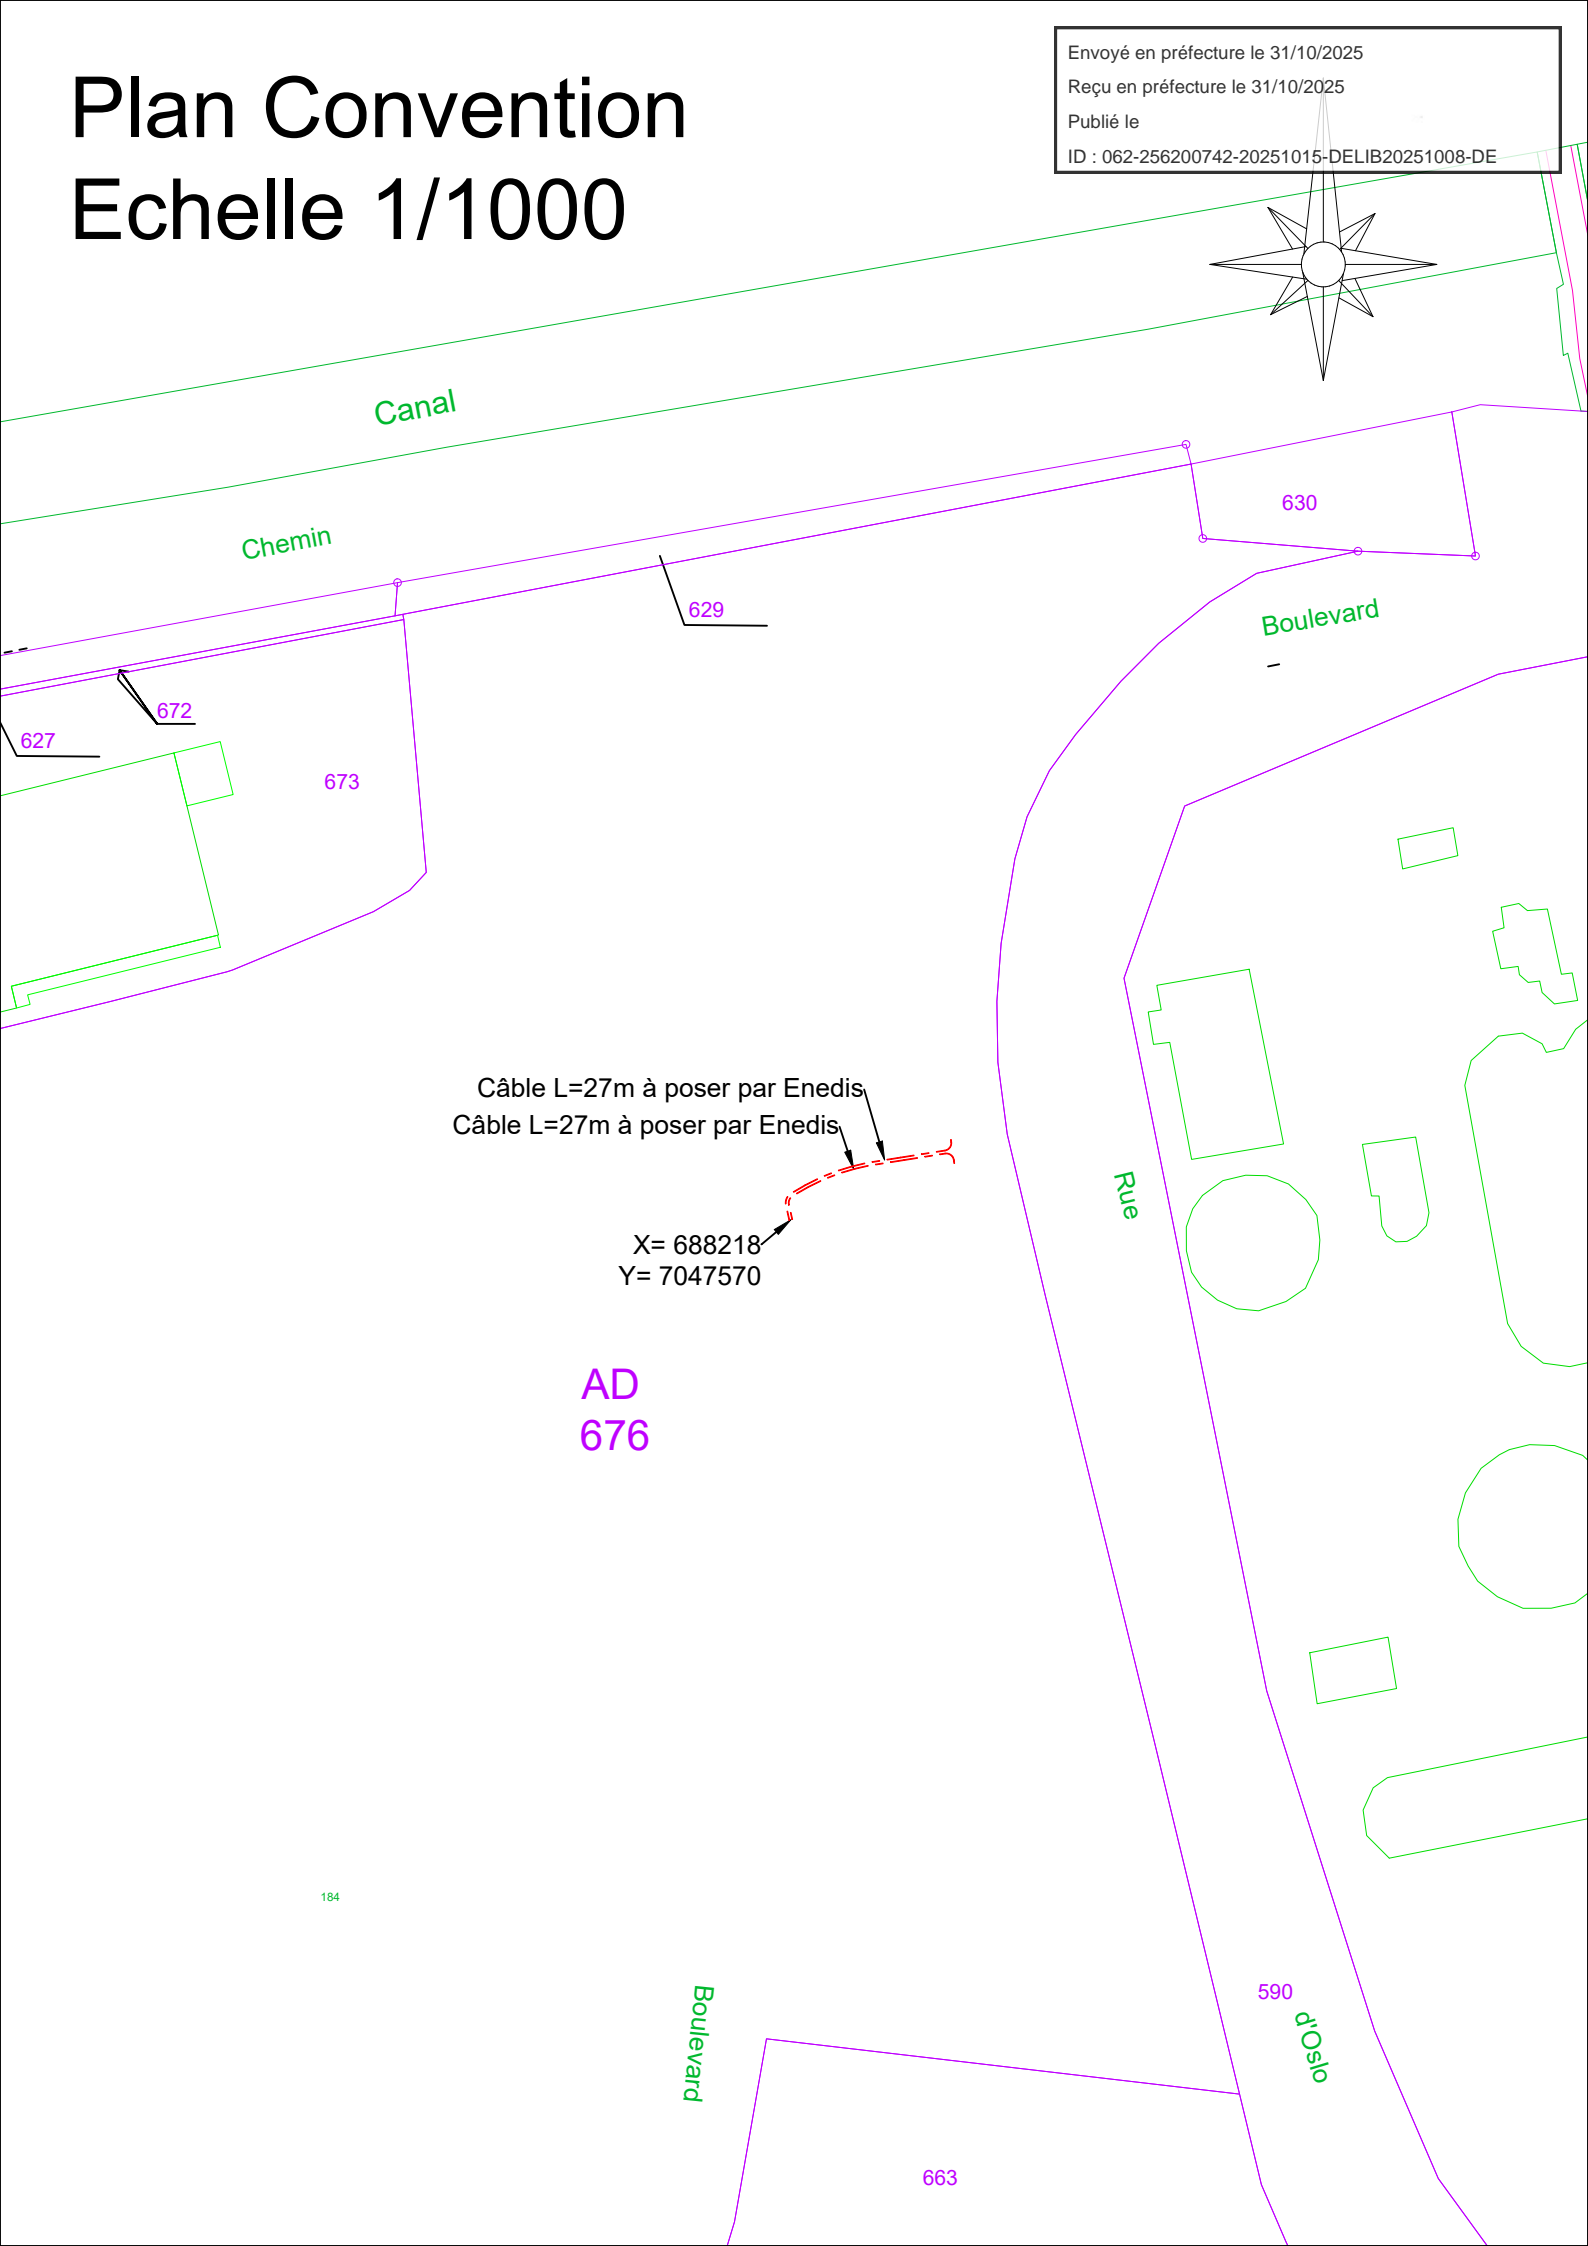 Plan Convention
Echelle 1/1000
Envoyé en préfecture le 31/10/2025
Reçu en préfecture le 31/10/2025
Publié le
ID : 062-256200742-20251015-DELIB20251008-DE
Canal
Chemin
630
629
Boulevard
672
627
673
Câble L=27m à poser par Enedis
Câble L=27m à poser par Enedis
Rue
X= 688218
Y= 7047570
AD
676
184
Boulevard
590
d'Oslo
663